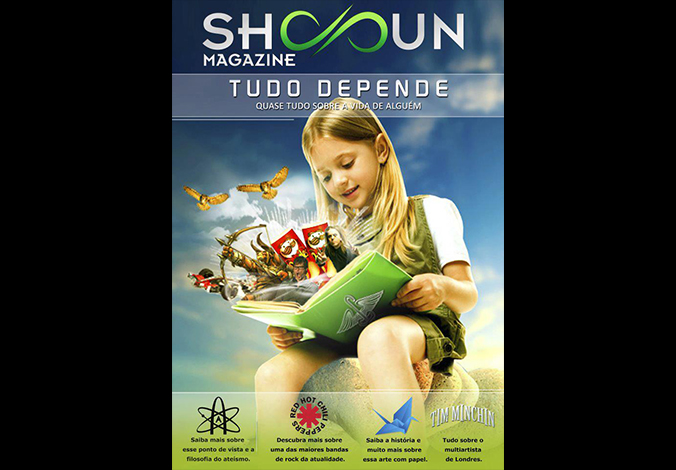 SHOGUN
MAGAZINE
TUDO DEPENDE
QUASE TUDO SOBRE A VIDA DE ALGUÉM
A
RED HOT CHILI PEPPERS
TIM MINCHIN
Saiba mais sobre
esse ponto de vista e a
filosofia do ateísmo.
Descubra mais sobre
uma das maiores bandas
de rock da atualidade.
Saiba a história e
muito mais sobre
essa arte com papel.
Tudo sobre o
multiartista
de Londres.